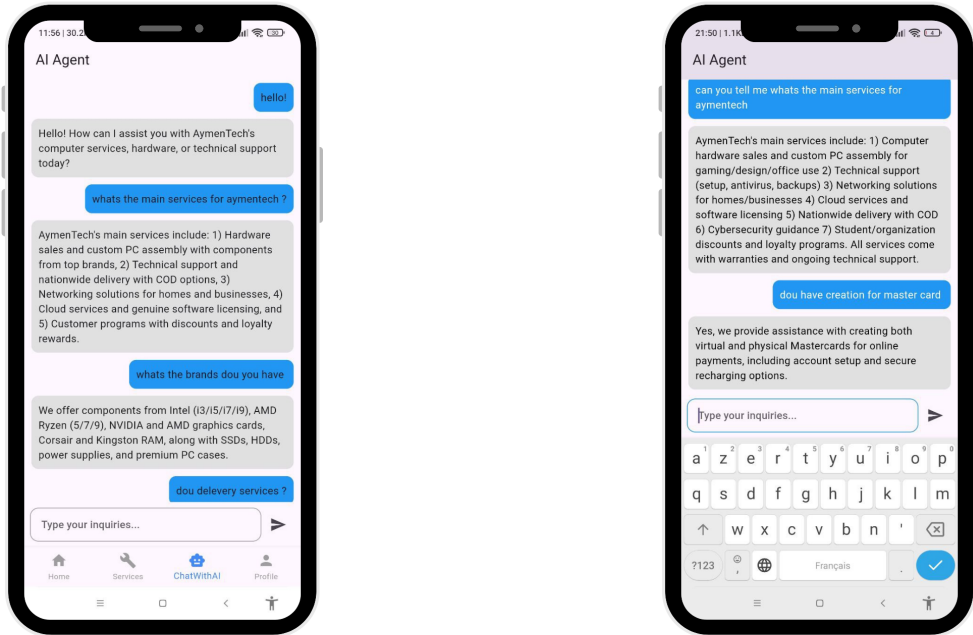 11:56 | 30.2
30
AI Agent
hello!
Hello! How can I assist you with AymenTech's
computer services, hardware, or technical support
today?
whats the main services for aymentech ?
AymenTech's main services include: 1) Hardware
sales and custom PC assembly with components
from top brands, 2) Technical support and
nationwide delivery with COD options, 3)
Networking solutions for homes and businesses, 4)
Cloud services and genuine software licensing, and
5) Customer programs with discounts and loyalty
rewards.
whats the brands dou you have
We offer components from Intel (i3/i5/i7/i9), AMD
Ryzen (5/7/9), NVIDIA and AMD graphics cards,
Corsair and Kingston RAM, along with SSDs, HDDs,
power supplies, and premium PC cases.
dou delevery services ?
Type your inquiries...
Home Services ChatWithAI Profile
21:50 | 1.1K
4
AI Agent
can you tell me whats the main services for
aymentech
AymenTech's main services include: 1) Computer
hardware sales and custom PC assembly for
gaming/design/office use 2) Technical support
(setup, antivirus, backups) 3) Networking solutions
for homes/businesses 4) Cloud services and
software licensing 5) Nationwide delivery with COD
6) Cybersecurity guidance 7) Student/organization
discounts and loyalty programs. All services come
with warranties and ongoing technical support.
dou have creation for master card
Yes, we provide assistance with creating both
virtual and physical Mastercards for online
payments, including account setup and secure
recharging options.
Type your inquiries...
a 1 z 2 e 3 r 4 t 5 y 6 u 7 i 8 o 9 p 0
q s d f g h j k l m
w x c v b n '
?123 , Français .